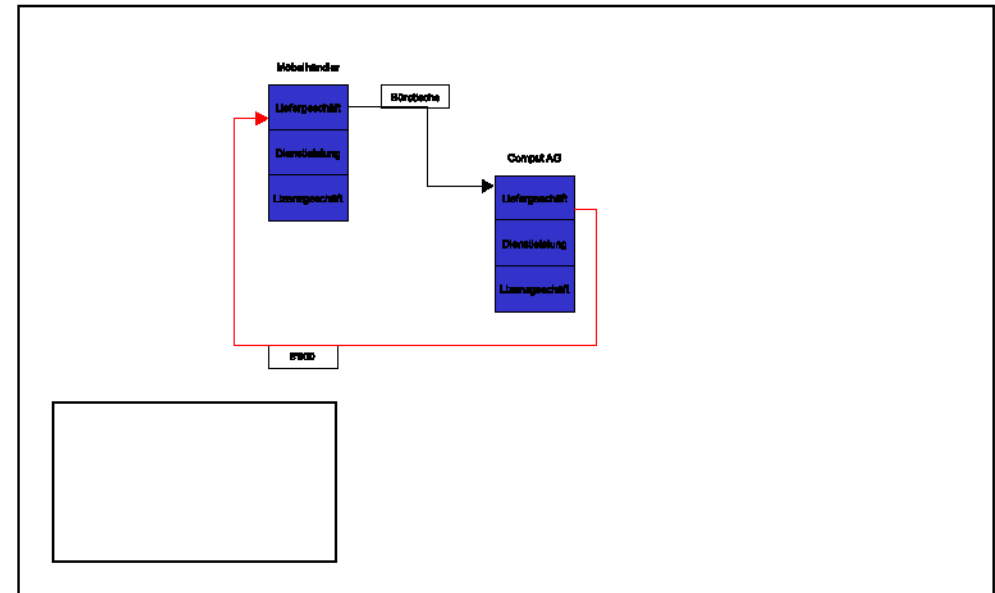 Möbelhändler
Liefergeschäft
Bürotische
Dienstleistung
Lizenzgeschäft
Comput AG
Liefergeschäft
Dienstleistung
Lizenzgeschäft